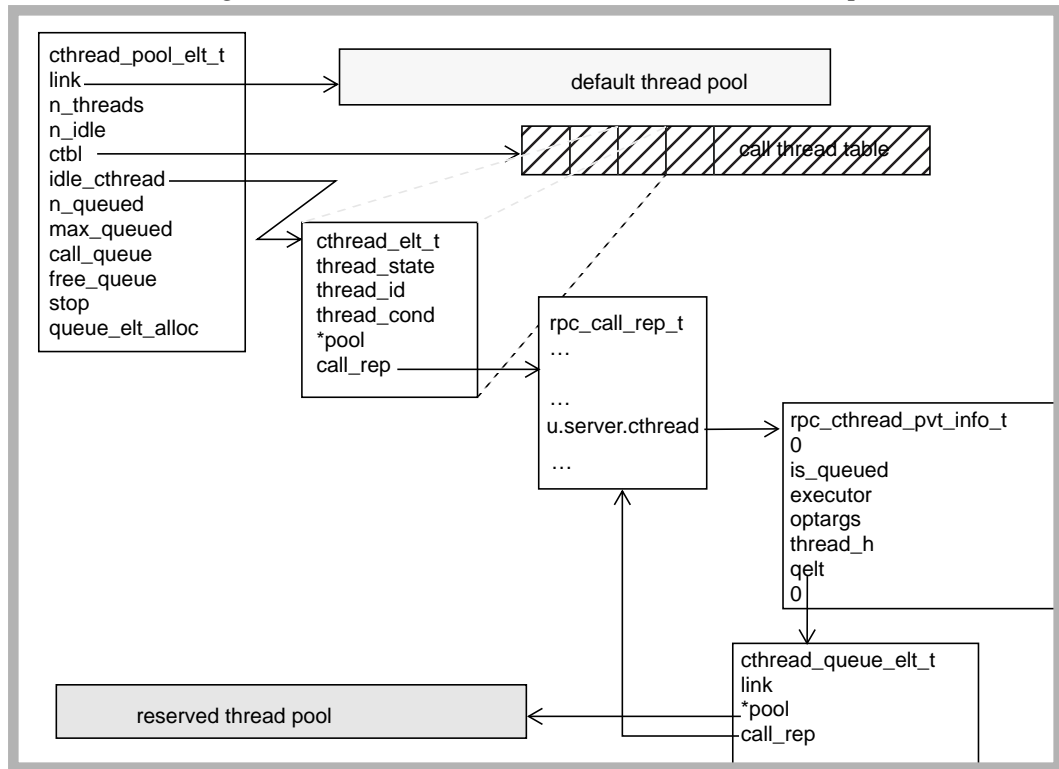 cthread_pool_elt_t
link
n_threads
n_idle
ctbl
idle_cthread
n_queued
max_queued
call_queue
free_queue
stop
queue_elt_alloc
default thread pool
call thread table
cthread_elt_t
thread_state
thread_id
thread_cond
*pool
call_rep
rpc_call_rep_t
…
…
u.server.cthread
…
rpc_cthread_pvt_info_t
0
is_queued
executor
optargs
thread_h
qelt
0
cthread_queue_elt_t
link
*pool
call_rep
reserved thread pool